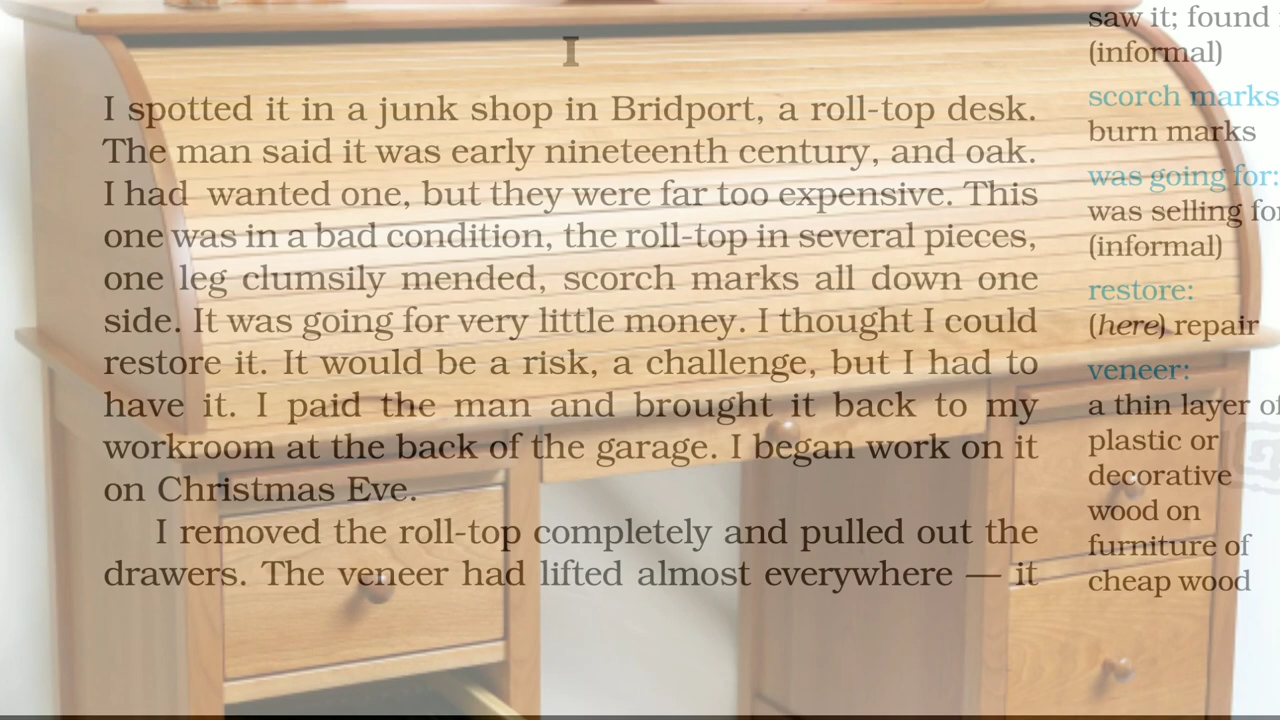 I
I spotted it in a junk shop in Bridport, a roll-top desk.
The man said it was early nineteenth century, and oak.
I had wanted one, but they were far too expensive. This
one was in a bad condition, the roll-top in several pieces,
one leg clumsily mended, scorch marks all down one
side. It was going for very little money. I thought I could
restore it. It would be a risk, a challenge, but I had to
have it. I paid the man and brought it back to my
workroom at the back of the garage. I began work on it
on Christmas Eve.
I removed the roll-top completely and pulled out the
drawers. The veneer had lifted almost everywhere — it
saw it; found
(informal)
scorch marks
burn marks
was going for:
was selling for
(informal)
restore:
(here) repair
veneer:
a thin layer of
plastic or
decorative
wood on
furniture of
cheap wood